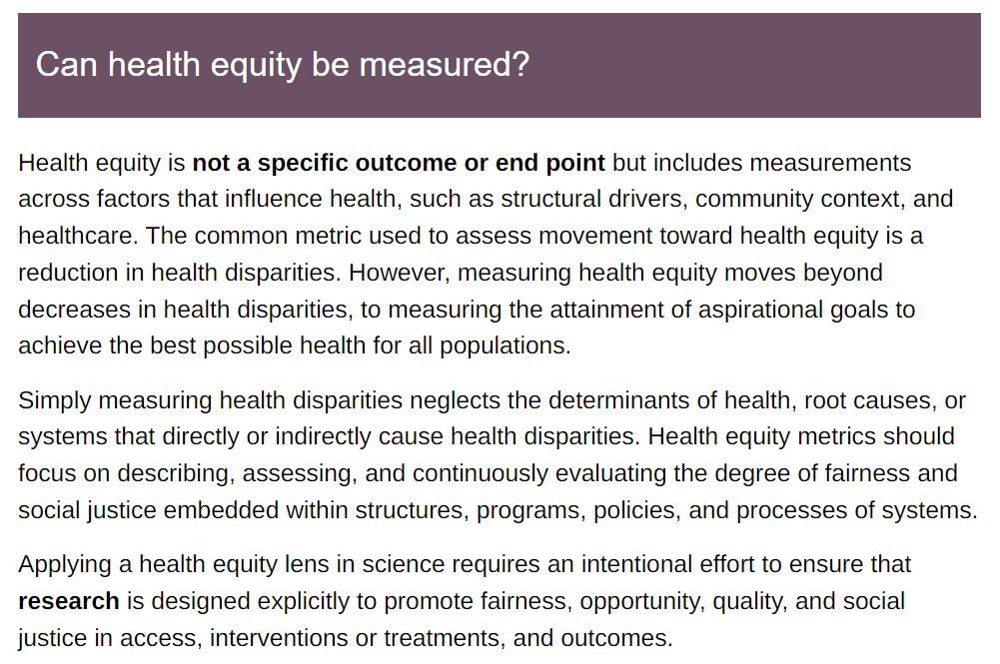 Can health equity be measured?
Health equity is not a specific outcome or end point but includes measurements
across factors that influence health, such as structural drivers, community context, and
healthcare. The common metric used to assess movement toward health equity is a
reduction in health disparities. However, measuring health equity moves beyond
decreases in health disparities, to measuring the attainment of aspirational goals to
achieve the best possible health for all populations.
Simply measuring health disparities neglects the determinants of health, root causes, or
systems that directly or indirectly cause health disparities. Health equity metrics should
focus on describing, assessing, and continuously evaluating the degree of fairness and
social justice embedded within structures, programs, policies, and processes of systems.
Applying a health equity lens in science requires an intentional effort to ensure that
research is designed explicitly to promote fairness, opportunity, quality, and social
justice in access, interventions or treatments, and outcomes.